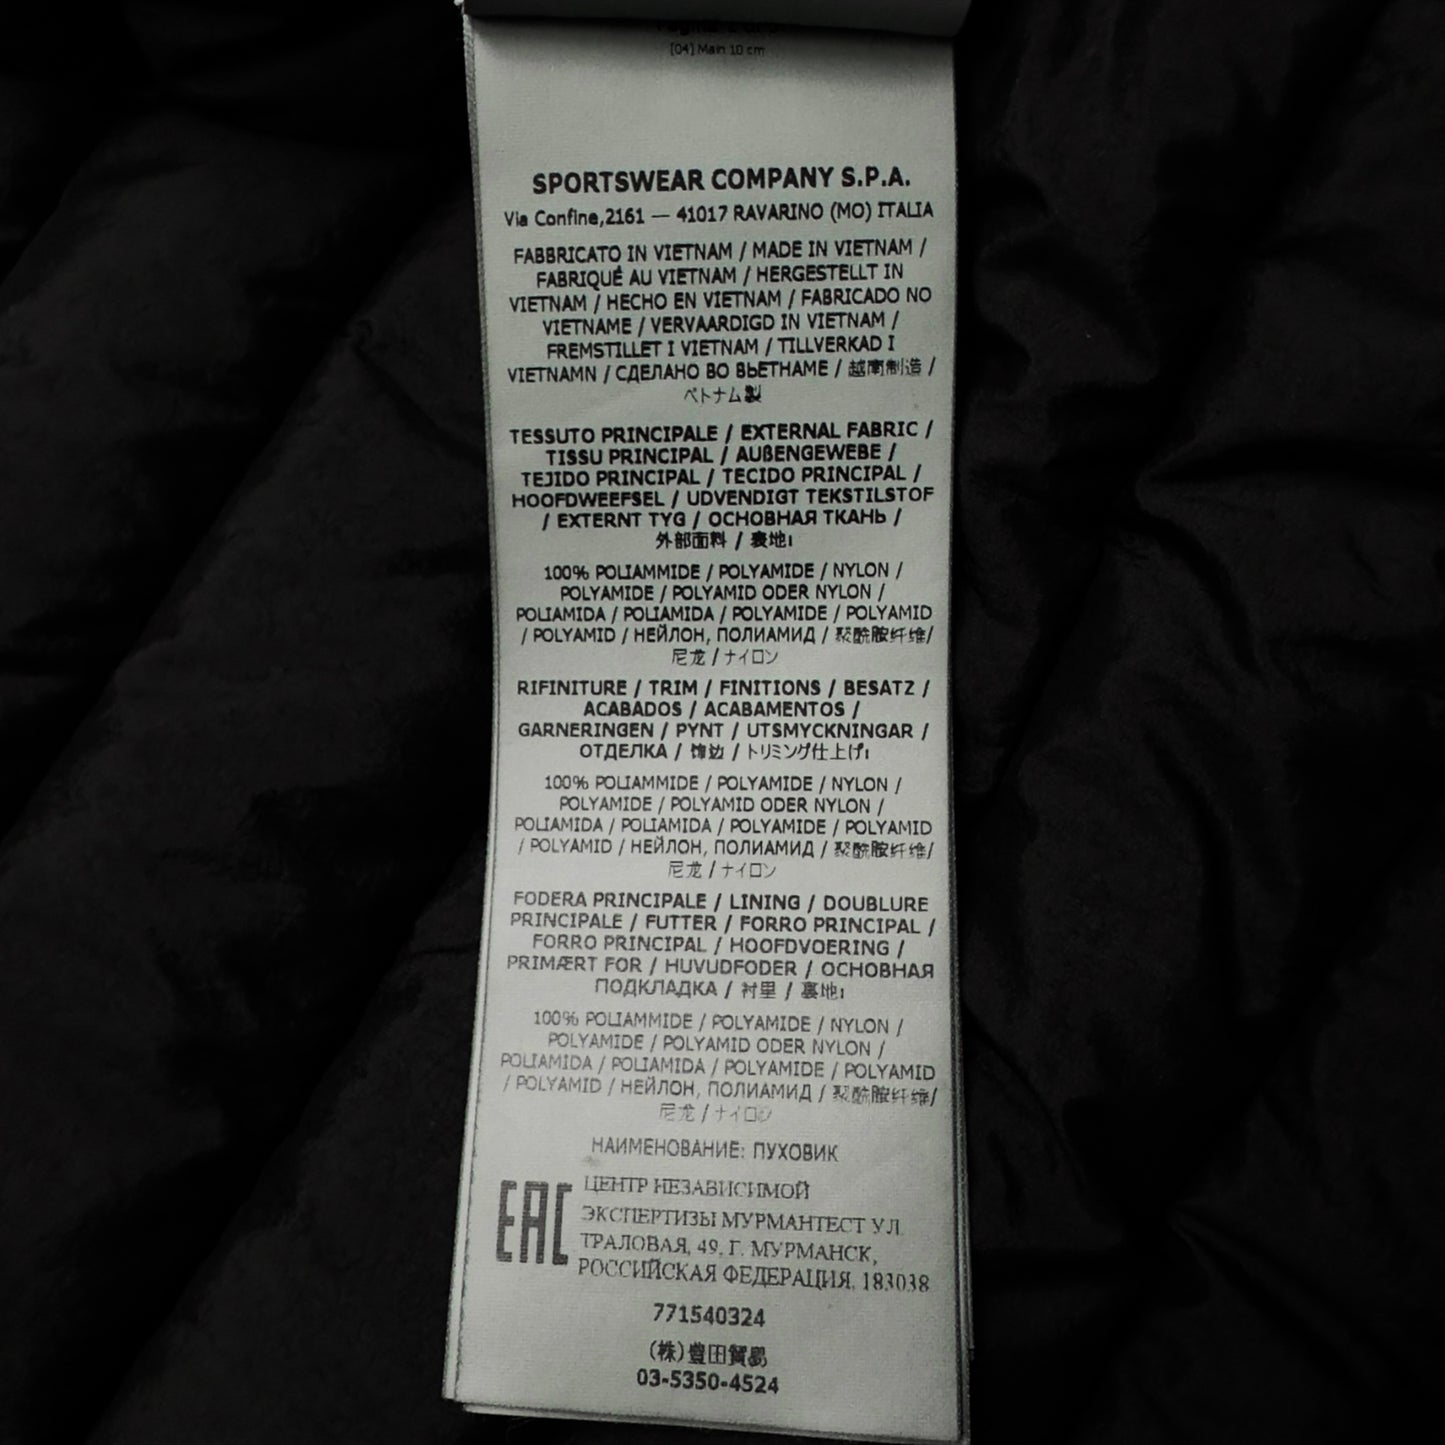 [04] Main 10 cm
SPORTSWEAR COMPANY S.P.A.
Via Confine,2161 — 41017 RAVARINO (MO) ITALIA
FABBRICATO IN VIETNAM / MADE IN VIETNAM /
FABRIQUÉ AU VIETNAM / HERGESTELLT IN
VIETNAM / HECHO EN VIETNAM / FABRICADO NO
VIETNAME / VERVAARDIGD IN VIETNAM /
FREMSTILLET I VIETNAM / TILLVERKAD I
VIETNAMN / СДЕЛАНО ВО ВЬЕТНАМЕ / 越南制造 /
ベトナム製
TESSUTO PRINCIPALE / EXTERNAL FABRIC /
TISSU PRINCIPAL / AUßENGEWEBE /
TEJIDO PRINCIPAL / TECIDO PRINCIPAL /
HOOFDWEEFSEL / UDVENDIGT TEKSTILSTOF
/ EXTERNT TYG / ОСНОВНАЯ ТКАНЬ /
外部面料 / 表地:
100% POLIAMMIDE / POLYAMIDE / NYLON /
POLYAMIDE / POLYAMID ODER NYLON /
POLIAMIDA / POLIAMIDA / POLYAMIDE / POLYAMID
/ POLYAMID / НЕЙЛОН, ПОЛИАМИД / 聚酰胺纤维/
尼龙 / ナイロン
RIFINITURE / TRIM / FINITIONS / BESATZ /
ACABADOS / ACABAMENTOS /
GARNERINGEN / PYNT / UTSMYCKNINGAR /
ОТДЕЛКА / 饰边 / トリミング仕上げ:
100% POLIAMMIDE / POLYAMIDE / NYLON /
POLYAMIDE / POLYAMID ODER NYLON /
POLIAMIDA / POLIAMIDA / POLYAMIDE / POLYAMID
/ POLYAMID / НЕЙЛОН, ПОЛИАМИД / 聚酰胺纤维/
尼龙 / ナイロン
FODERA PRINCIPALE / LINING / DOUBLURE
PRINCIPALE / FUTTER / FORRO PRINCIPAL /
FORRO PRINCIPAL / HOOFDVOERING /
PRIMÆRT FOR / HUVUDFODER / ОСНОВНАЯ
ПОДКЛАДКА / 衬里 / 裏地:
100% POLIAMMIDE / POLYAMIDE / NYLON /
POLYAMIDE / POLYAMID ODER NYLON /
POLIAMIDA / POLIAMIDA / POLYAMIDE / POLYAMID
/ POLYAMID / НЕЙЛОН, ПОЛИАМИД / 聚酰胺纤维/
尼龙 / ナイロン
НАИМЕНОВАНИЕ: ПУХОВИК
EAC
ЦЕНТР НЕЗАВИСИМОЙ
ЭКСПЕРТИЗЫ МУРМАНТЕСТ УЛ.
ТРАЛОВАЯ, 49, Г. МУРМАНСК,
РОССИЙСКАЯ ФЕДЕРАЦИЯ, 183038
771540324
(株)豊田貿易
03-5350-4524